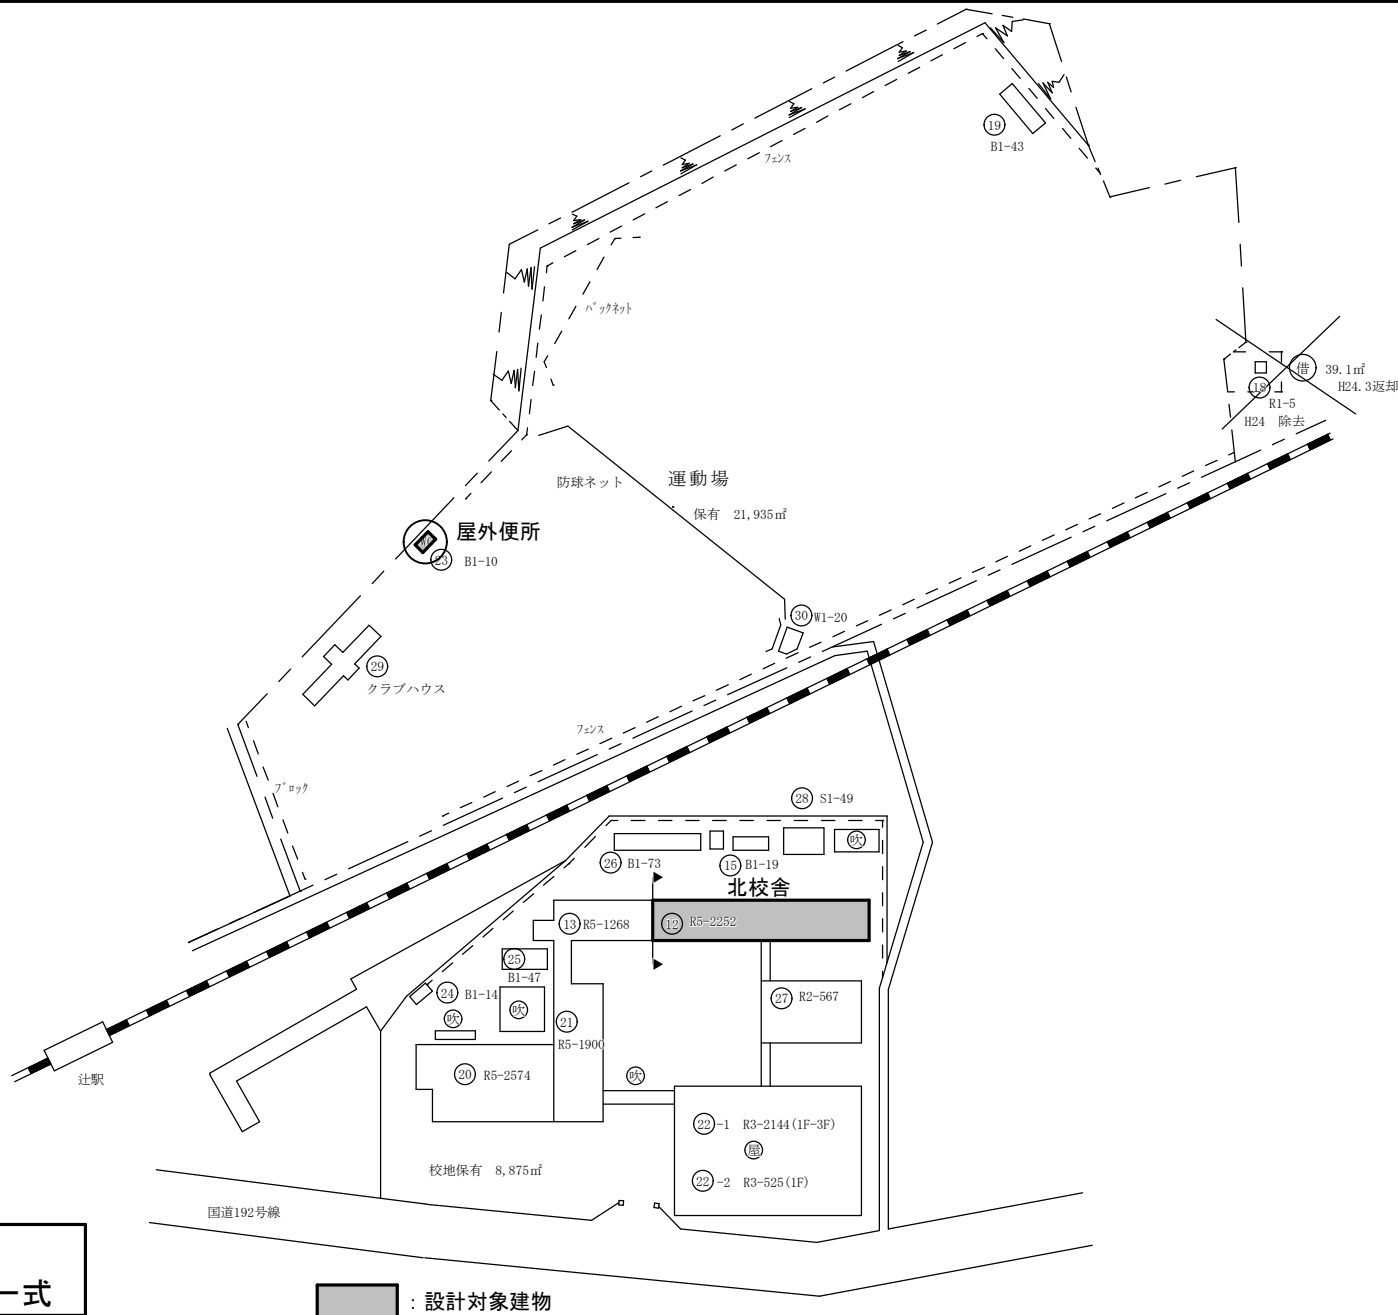 ⑲
B1-43
フェンス
バックネット
借
39.1㎡
H24.3返却
⑱
R1-5
H24 除去
防球ネット
運動場
保有 21,935㎡
屋外便所
㉓
B1-10
㉚ W1-20
㉙
クラブハウス
フェンス
ブロック
㉘ S1-49
吹
㉖ B1-73
⑮ B1-19
北校舎
⑬ R5-1268
⑫ R5-2252
㉕
B1-47
㉔ B1-14
吹
吹
㉑
R5-1900
㉗ R2-567
⑳ R5-2574
吹
辻駅
㉒-1 R3-2144(1F-3F)
屋
㉒-2 R3-525(1F)
校地保有 8,875㎡
国道192号線
一式
：設計対象建物